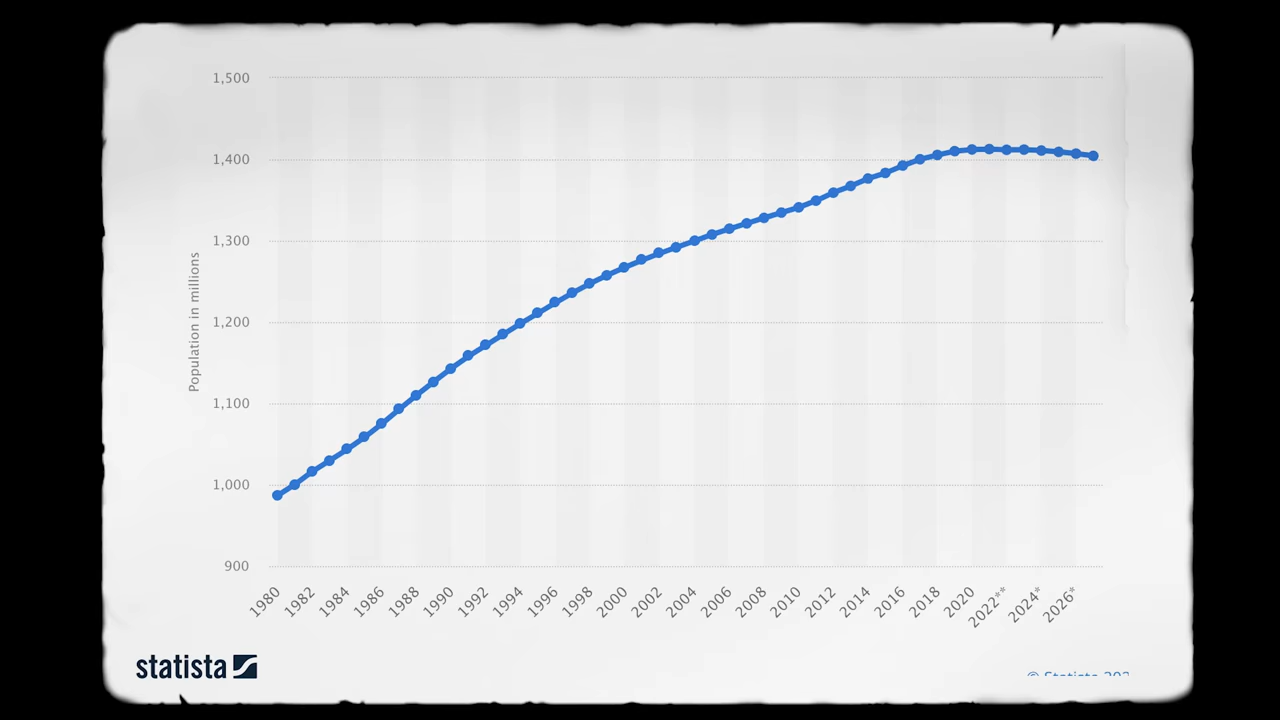 1,500
1,400
1,300
1,200
1,100
1,000
900
Population in millions
1980 1982 1984 1986 1988 1990 1992 1994 1996 1998 2000 2002 2004 2006 2008 2010 2012 2014 2016 2018 2020 2022** 2024* 2026*
statista
© Statista